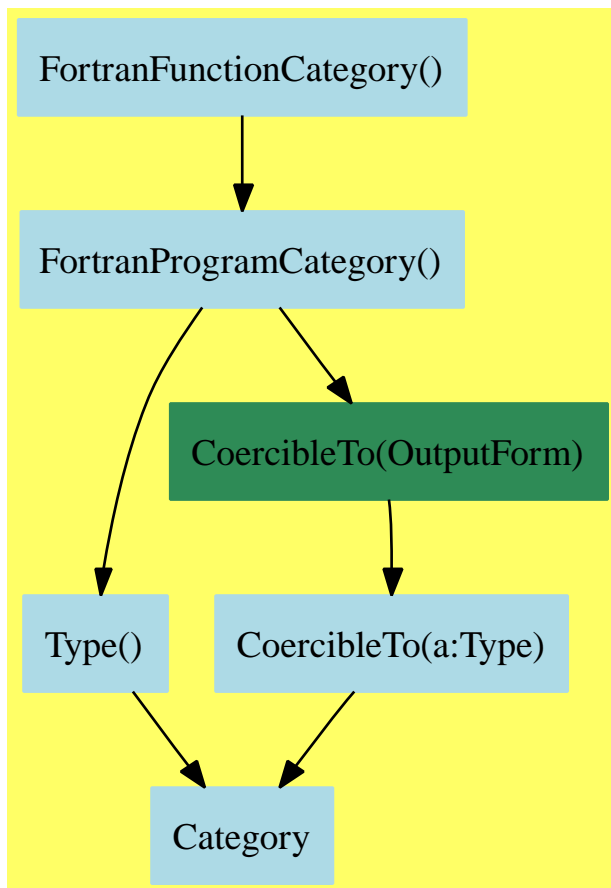 FortranFunctionCategory()
FortranProgramCategory()
CoercibleTo(OutputForm)
Type()
CoercibleTo(a:Type)
Category